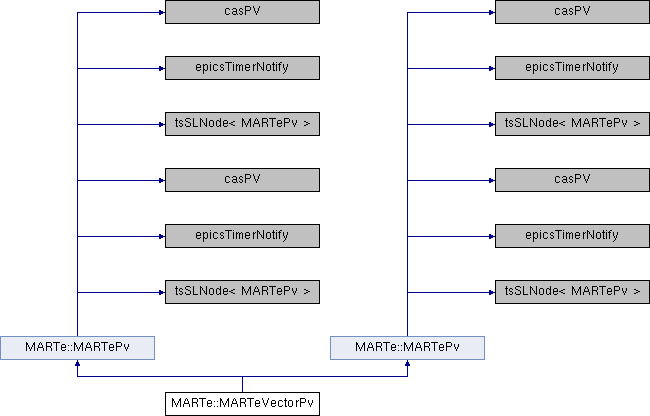 casPV
casPV
epicsTimerNotify
epicsTimerNotify
tsSLNode< MARTePv >
tsSLNode< MARTePv >
casPV
casPV
epicsTimerNotify
epicsTimerNotify
tsSLNode< MARTePv >
tsSLNode< MARTePv >
MARTe::MARTePv
MARTe::MARTePv
MARTe::MARTeVectorPv